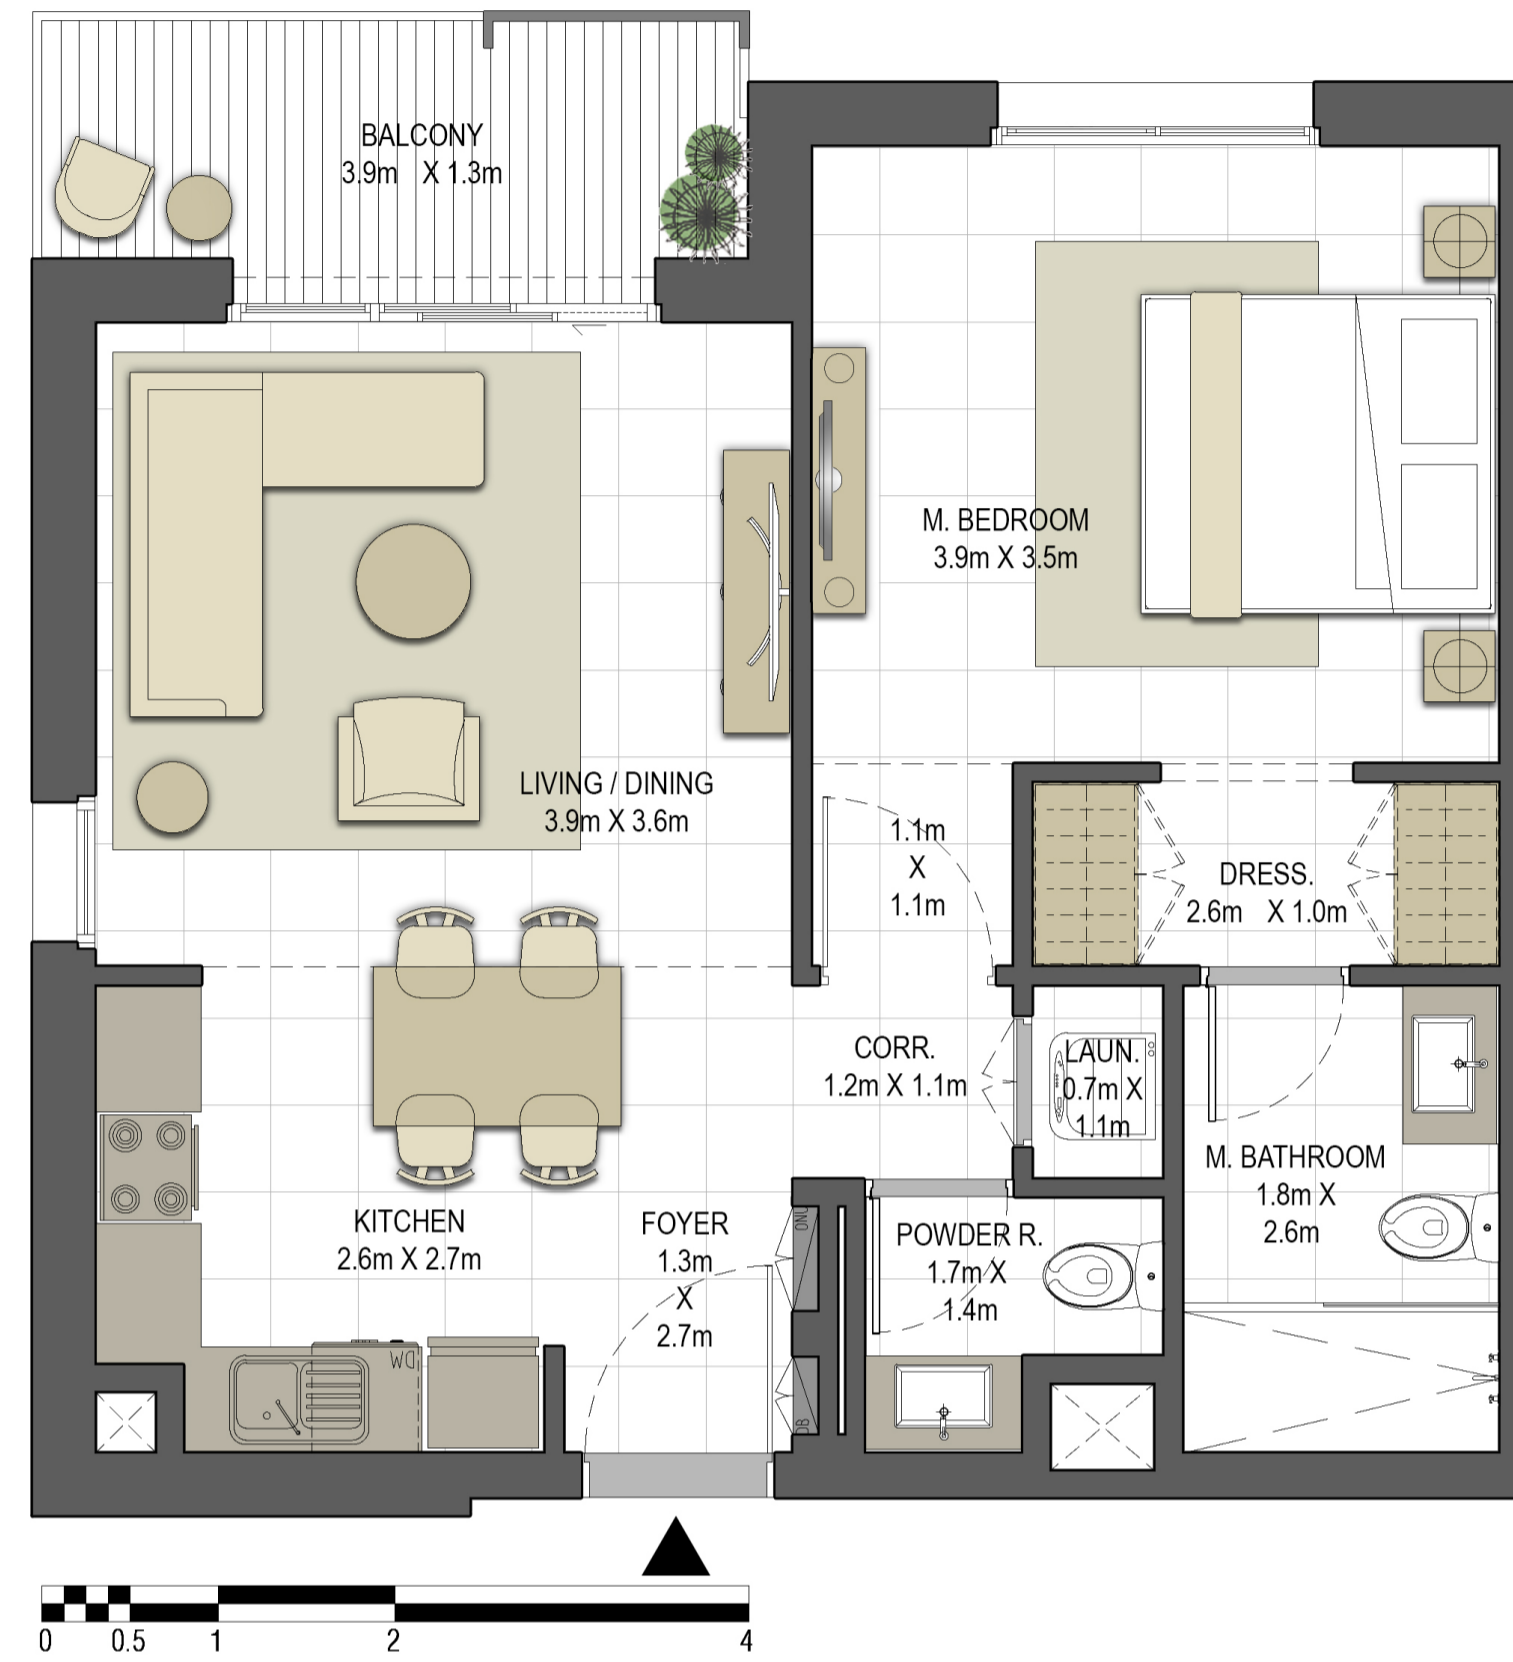 BALCONY
3.9m X 1.3m
M. BEDROOM
3.9m X 3.5m
LIVING / DINING
3.9m X 3.6m
1.1m
X
1.1m
DRESS.
2.6m X 1.0m
CORR.
1.2m X 1.1m
LAUN.
0.7m X
1.1m
M. BATHROOM
1.8m X
2.6m
KITCHEN
2.6m X 2.7m
FOYER
1.3m
X
2.7m
ONU
POWDER R.
1.7m X
1.4m
DW
DB
0 0.5 1 2 4